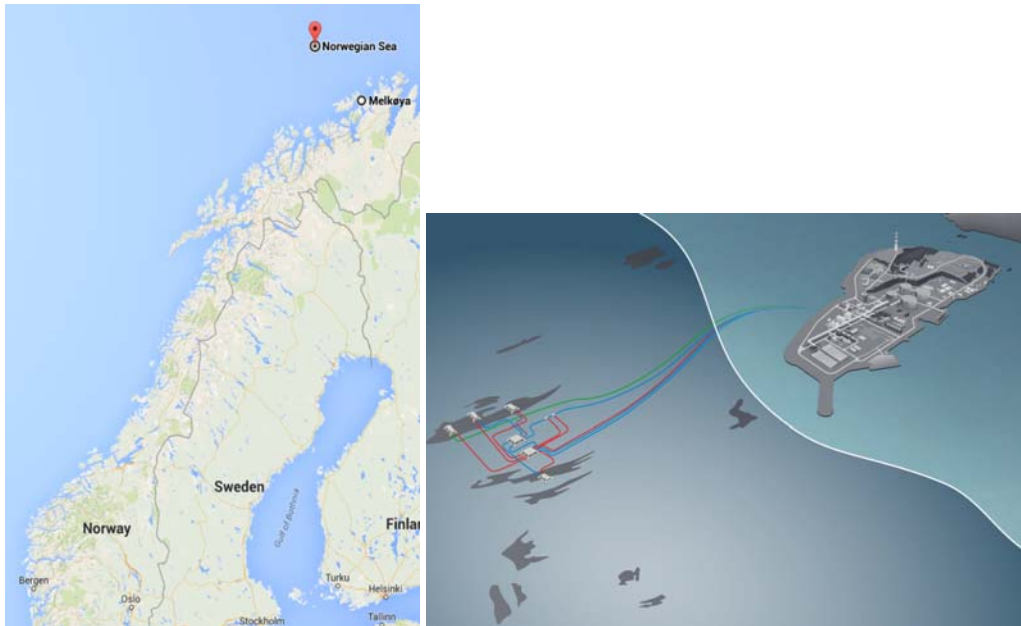 Norwegian Sea
Melkøya
Sweden
Gulf of Bothnia
Norway
Finlan
Bergen
Oslo
Turku
Helsinki
Stockholm
Tallinn